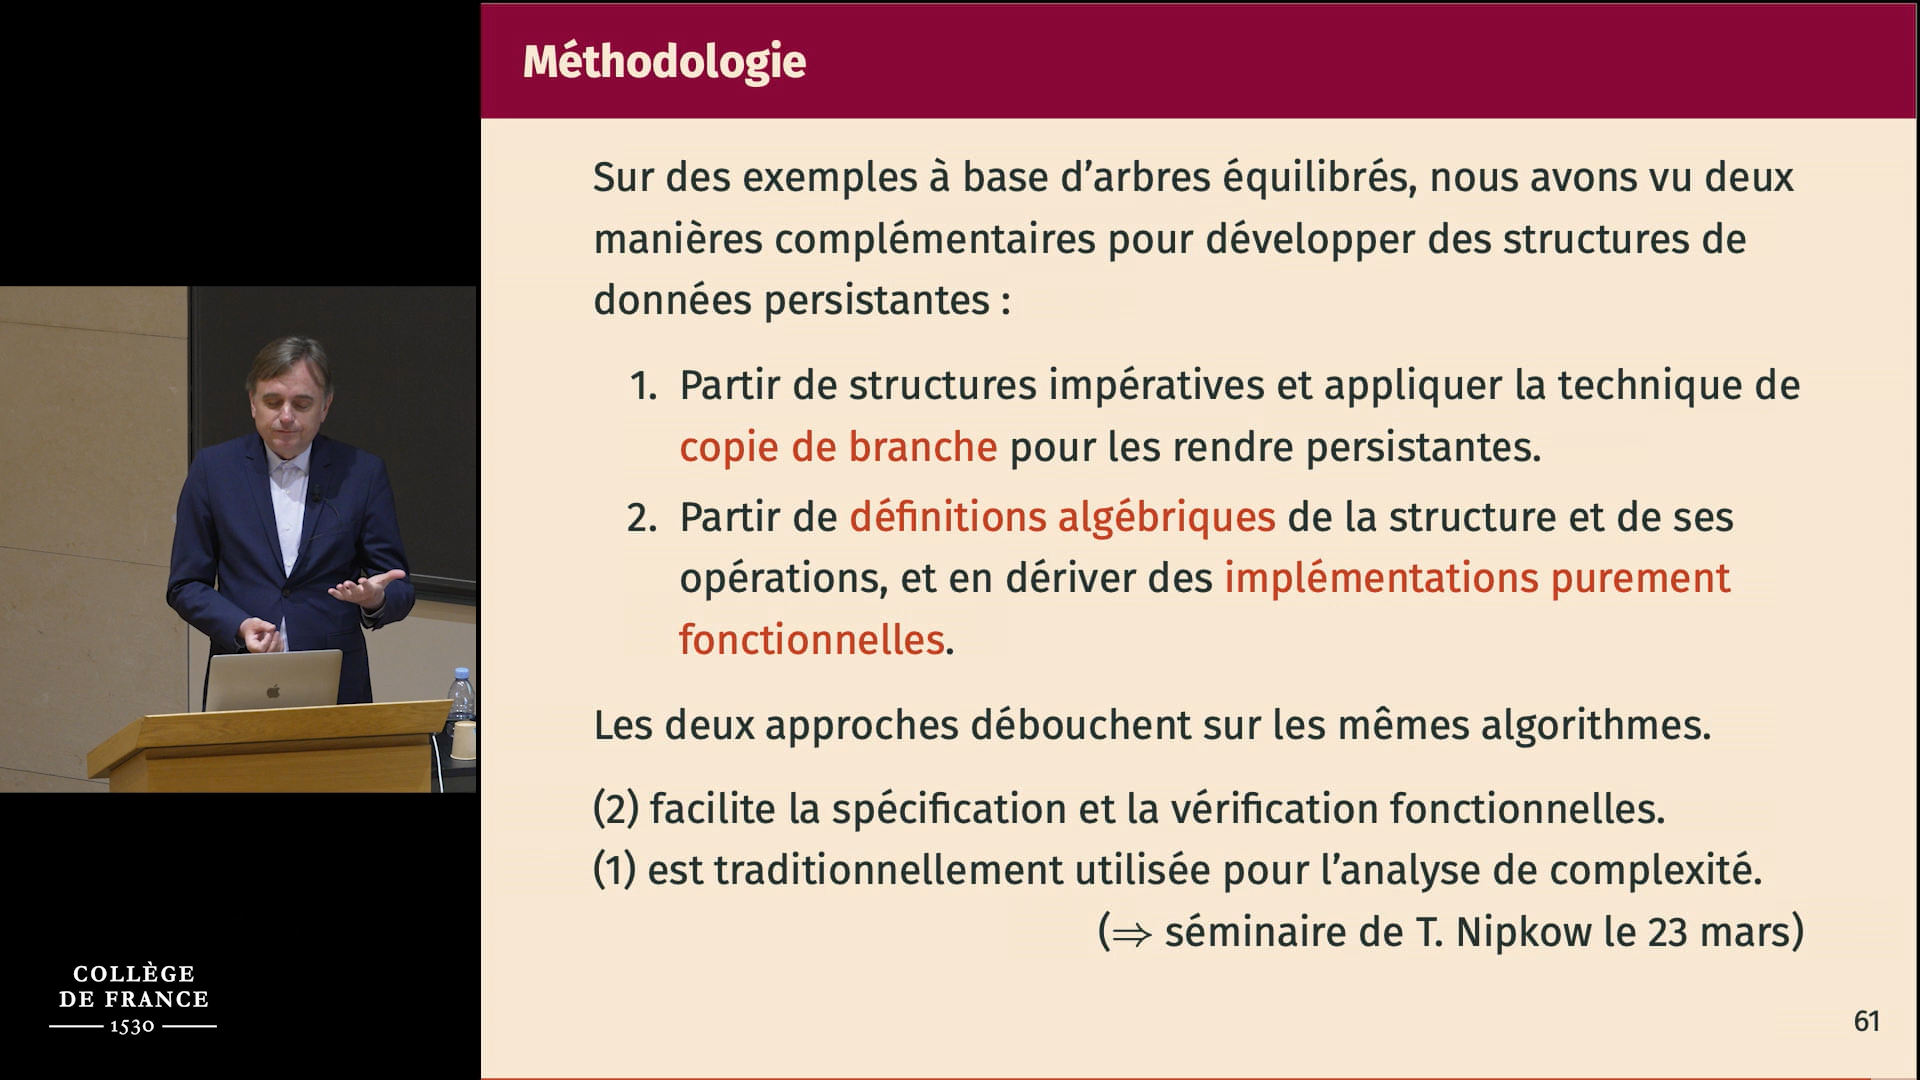 Méthodologie
Sur des exemples à base d’arbres équilibrés, nous avons vu deux
manières complémentaires pour développer des structures de
données persistantes :
1. Partir de structures impératives et appliquer la technique de
copie de branche pour les rendre persistantes.
2. Partir de définitions algébriques de la structure et de ses
opérations, et en dériver des implémentations purement
fonctionnelles.
Les deux approches débouchent sur les mêmes algorithmes.
(2) facilite la spécification et la vérification fonctionnelles.
(1) est traditionnellement utilisée pour l’analyse de complexité.
(⇒ séminaire de T. Nipkow le 23 mars)
61
COLLÈGE
DE FRANCE
1530